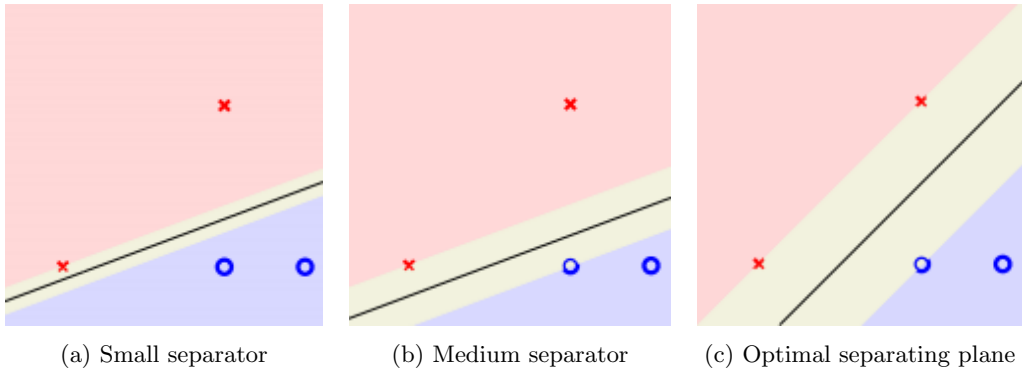 (a) Small separator
(b) Medium separator
(c) Optimal separating plane